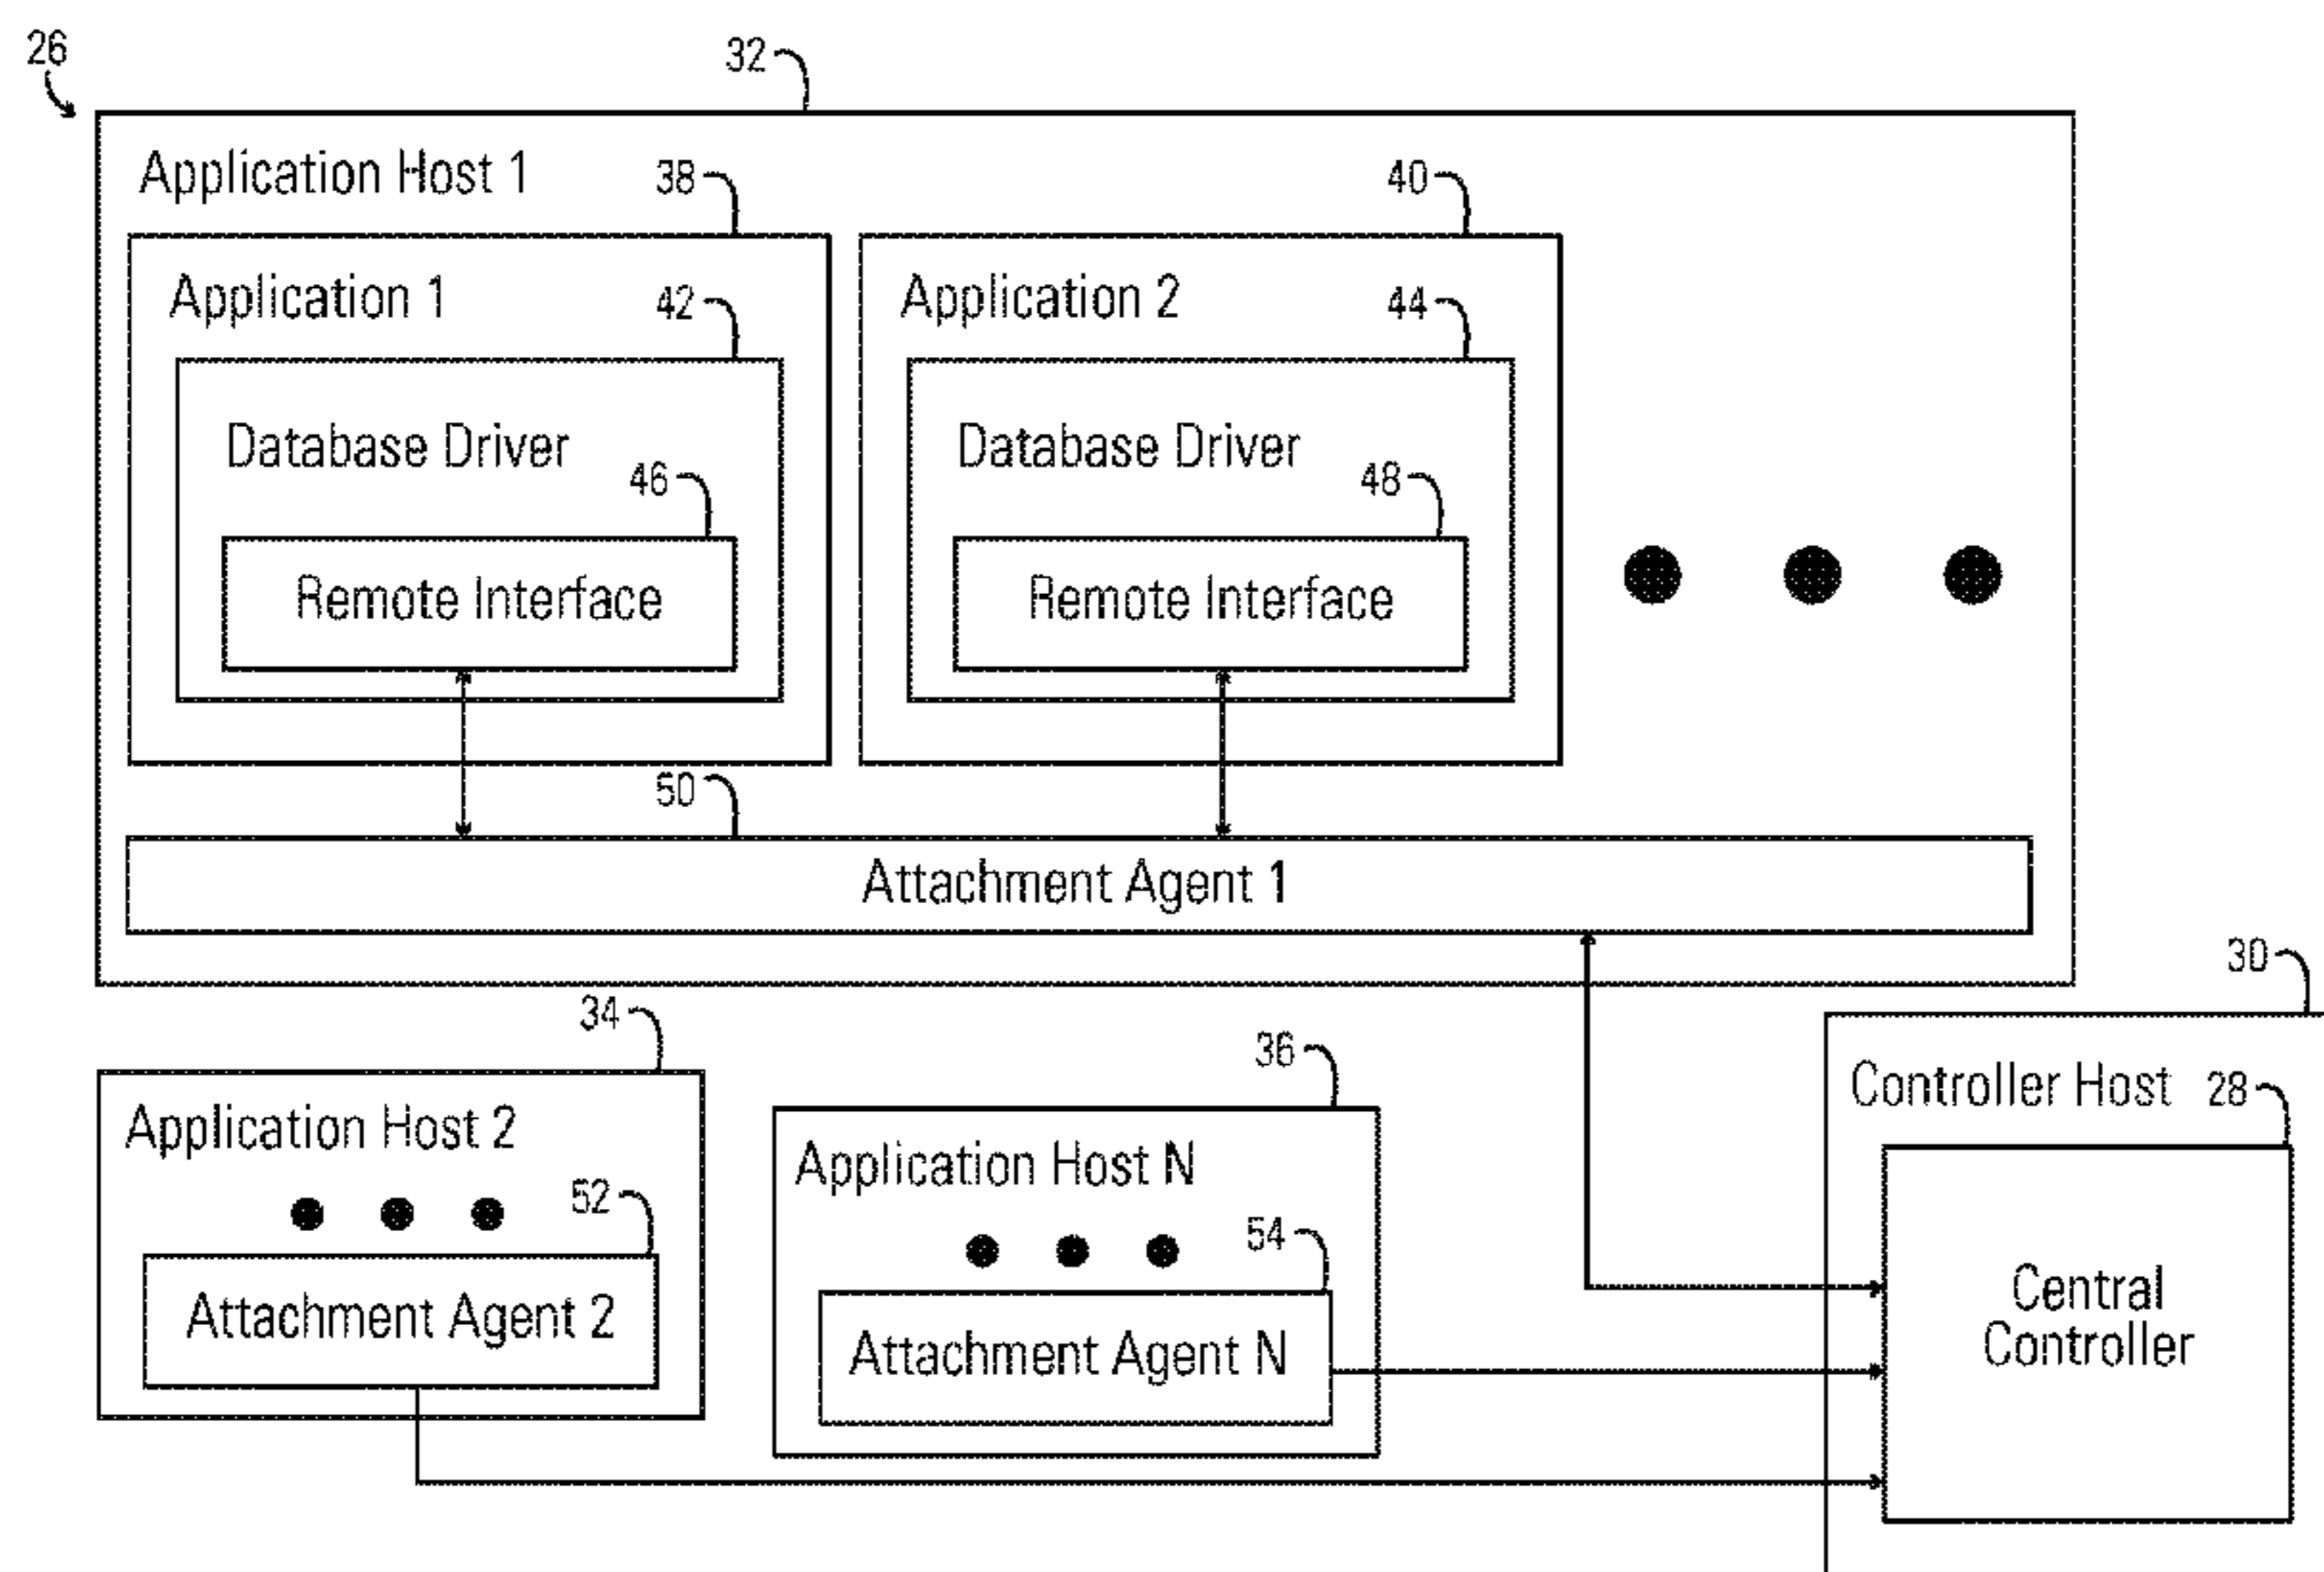 26
32
Application Host 1
38
40
Application 1
42
Application 2
44
Database Driver
46
Database Driver
48
Remote Interface
Remote Interface
50
Attachment Agent 1
30
34
36
Controller Host
28
Application Host 2
Application Host N
52
54
Attachment Agent 2
Attachment Agent N
Central
Controller